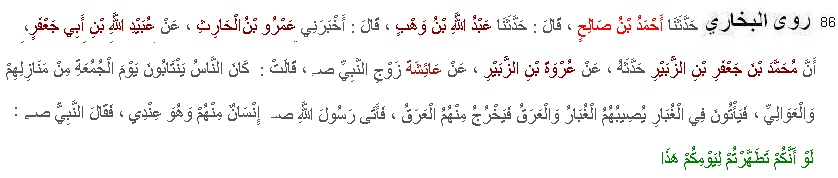 86 روى البخاري حَدَّثَنَا أَحْمَدُ بْنُ صَالِحٍ ، قَالَ : حَدَّثَنَا عَبْدُ اللَّهِ بْنُ وَهْبٍ ، قَالَ : أَخْبَرَنِي عَمْرُو بْنُ الْحَارِثِ ، عَنْ عُبَيْدِ اللَّهِ بْنِ أَبِي جَعْفَرٍ،
أَنَّ مُحَمَّدَ بْنَ جَعْفَرِ بْنِ الزُّبَيْرِ حَدَّثَهُ ، عَنْ عُرْوَةَ بْنِ الزُّبَيْرِ ، عَنْ عَائِشَةَ زَوْجِ النَّبِيِّ صـ ، قَالَتْ : كَانَ النَّاسُ يَنْتَابُونَ يَوْمَ الْجُمُعَةِ مِنْ مَنَازِلِهِمْ
وَالْعَوَالِيِّ ، فَيَأْتُونَ فِي الْغُبَارِ يُصِيبُهُمُ الْغُبَارُ وَالْعَرَقُ فَيَخْرُجُ مِنْهُمُ الْعَرَقُ ، فَأَتَى رَسُولَ اللَّهِ صـ إِنْسَانٌ مِنْهُمْ وَهُوَ عِنْدِي ، فَقَالَ النَّبِيُّ صـ :
لَوْ أَنَّكُمْ تَطَهَّرْتُمْ لِيَوْمِكُمْ هَذَا